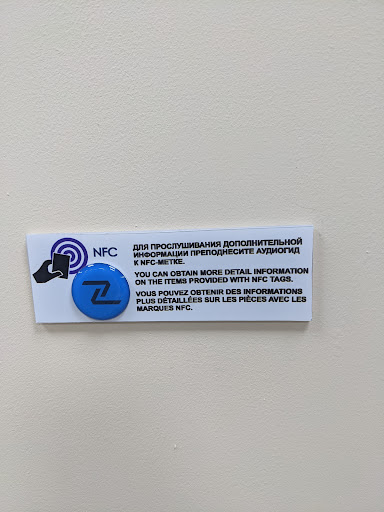 NFC
ДЛЯ ПРОСЛУШИВАНИЯ ДОПОЛНИТЕЛЬНОЙ
ИНФОРМАЦИИ ПРЕПОДНЕСИТЕ АУДИОГИД
К NFC-МЕТКЕ.
YOU CAN OBTAIN MORE DETAIL INFORMATION
ON THE ITEMS PROVIDED WITH NFC TAGS.
VOUS POUVEZ OBTENIR DES INFORMATIONS
PLUS DÉTAILLÉES SUR LES PIÈCES AVEC LES
MARQUES NFC.